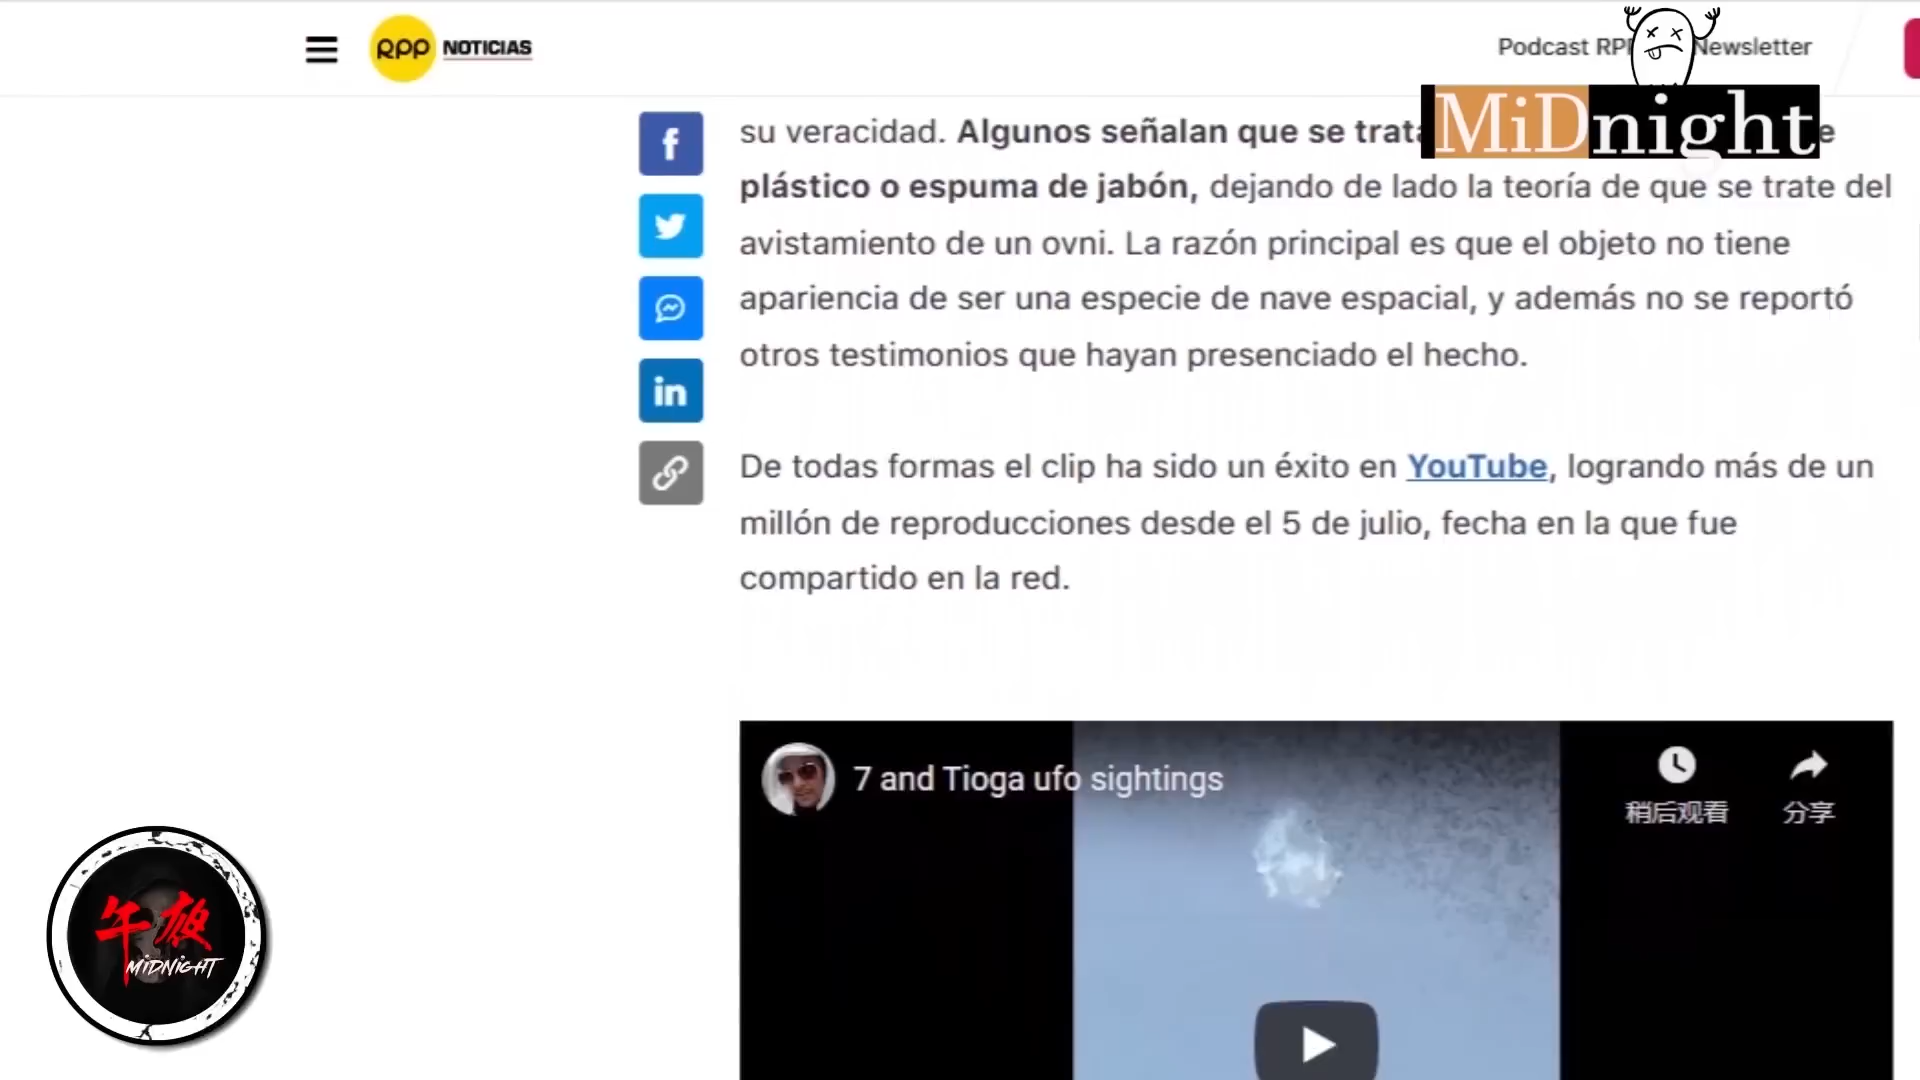 RPP NOTICIAS
Podcast Newsletter
MiDnight
su veracidad. Algunos señalan que se
plástico o espuma de jabón, dejando de lado la teoría de que se trate del
avistamiento de un ovni. La razón principal es que el objeto no tiene
apariencia de ser una especie de nave espacial, y además no se reportó
otros testimonios que hayan presenciado el hecho.
De todas formas el clip ha sido un éxito en YouTube, logrando más de un
millón de reproducciones desde el 5 de julio, fecha en la que fue
compartido en la red.
7 and Tioga ufo sightings
稍后观看
分享
午夜
MiDNiGHT